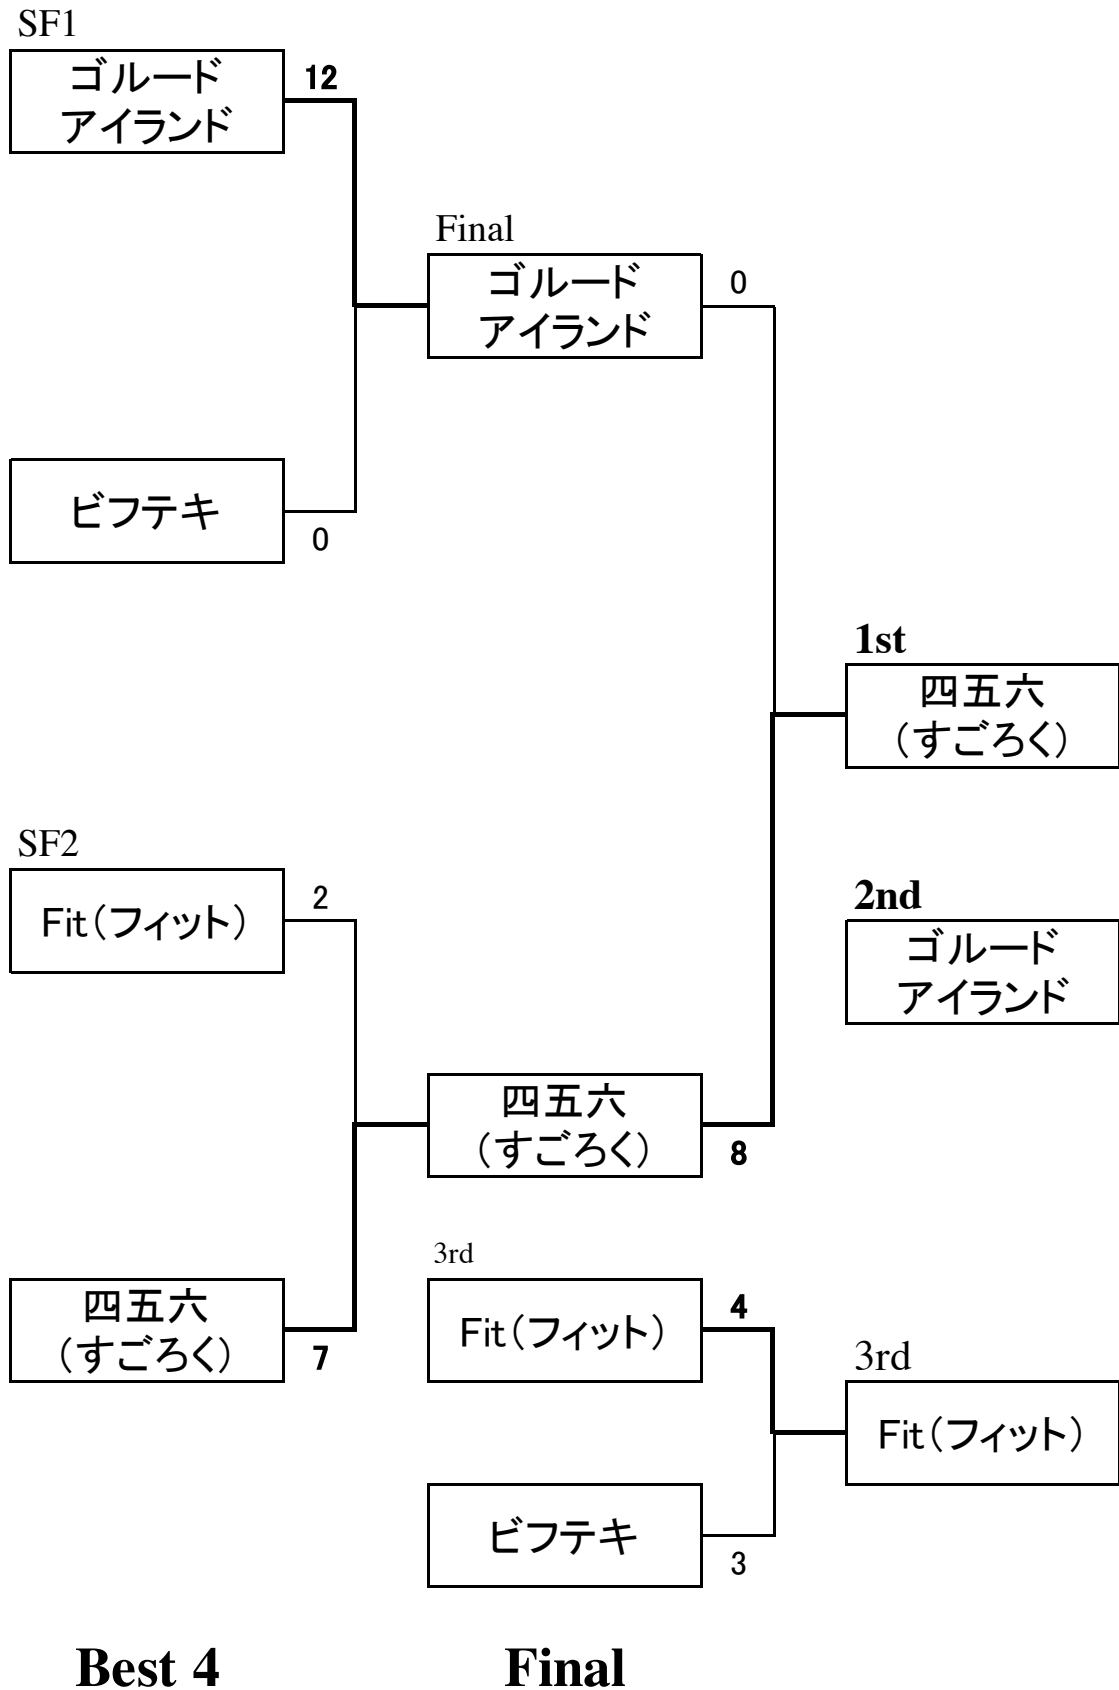 SF1
ゴルード
アイランド
12
Final
ゴルード
アイランド
0
ビフテキ
0
1st
四五六
(すごろく)
SF2
Fit(フィット)
2
2nd
ゴルード
アイランド
四五六
(すごろく)
8
3rd
四五六
(すごろく)
7
Fit(フィット)
4
3rd
Fit(フィット)
ビフテキ
3
Best 4
Final